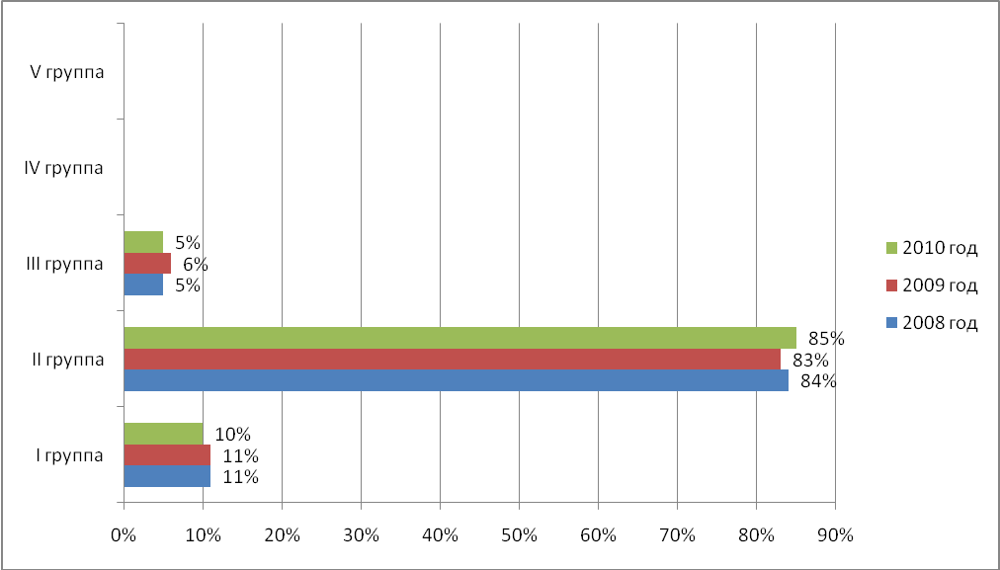 V группа
IV группа
III группа
5%
6%
5%
II группа
85%
83%
84%
I группа
10%
11%
11%
0% 10% 20% 30% 40% 50% 60% 70% 80% 90%
2010 год
2009 год
2008 год